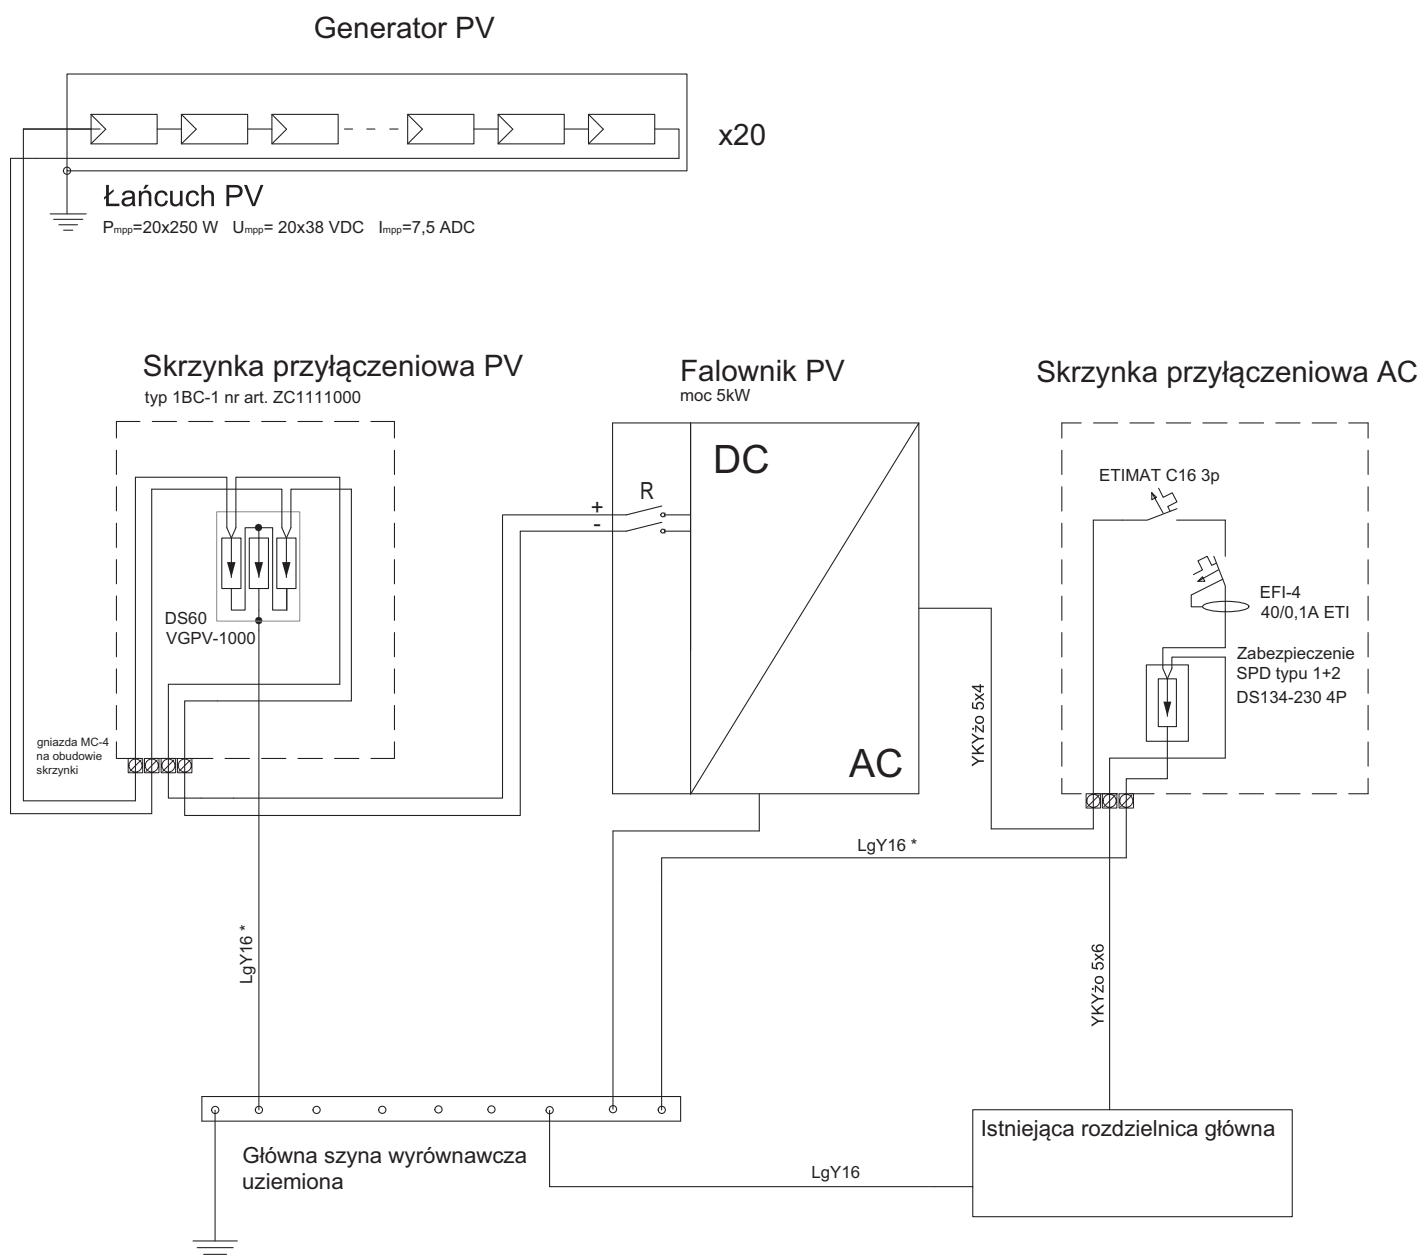 Generator PV
x20
Łańcuch PV
Pmpp=20x250 W Umpp= 20x38 VDC Impp=7,5 ADC
Skrzynka przyłączeniowa PV
typ 1BC-1 nr art. ZC1111000
Falownik PV
moc 5kW
Skrzynka przyłączeniowa AC
DC
ETIMAT C16 3p
R
+
-
EFI-4
40/0,1A ETI
DS60
VGPV-1000
Zabezpieczenie
SPD typu 1+2
DS134-230 4P
YKYżo 5x4
gniazda MC-4
na obudowie
skrzynki
AC
LgY16 *
LgY16 *
YKYżo 5x6
Istniejąca rozdzielnica główna
Główna szyna wyrównawcza
uziemiona
LgY16